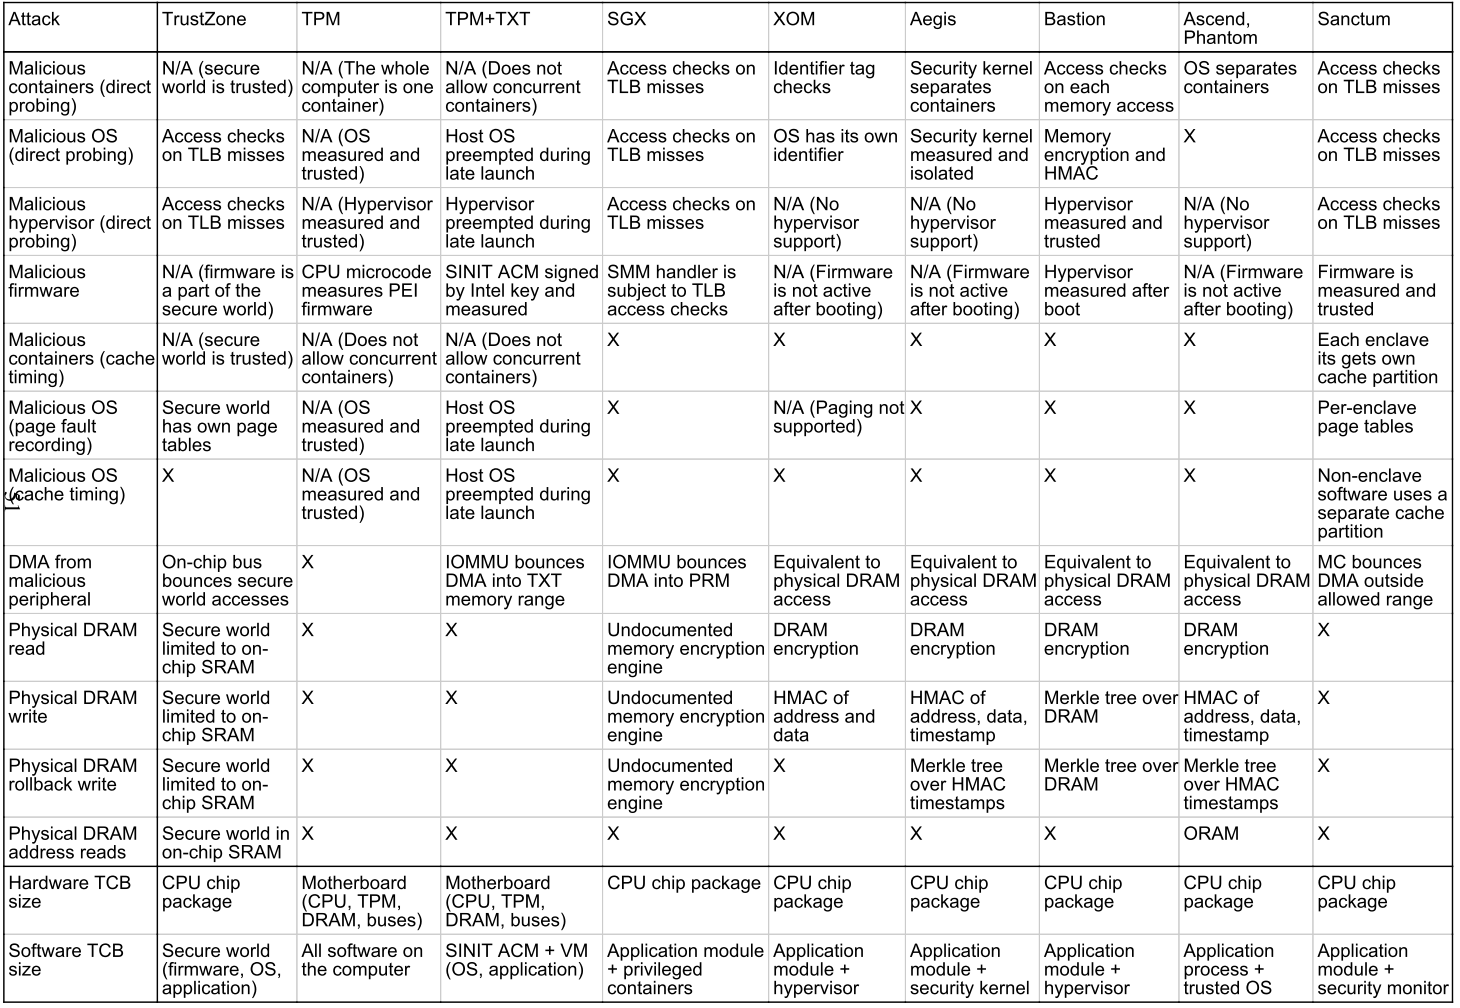 Attack
TrustZone
TPM
TPM+TXT
SGX
XOM
Aegis
Bastion
Ascend,
Phantom
Sanctum
Malicious
containers (direct
probing)
N/A (secure
world is trusted)
N/A (The whole
computer is one
container)
N/A (Does not
allow concurrent
containers)
Access checks on
TLB misses
Identifier tag
checks
Security kernel
separates
containers
Access checks
on each
memory access
OS separates
containers
Access checks
on TLB misses
Malicious OS
(direct probing)
Access checks
on TLB misses
N/A (OS
measured and
trusted)
Host OS
preempted during
late launch
Access checks on
TLB misses
OS has its own
identifier
Security kernel
measured and
isolated
Memory
encryption and
HMAC
X
Access checks
on TLB misses
Malicious
hypervisor (direct
probing)
Access checks
on TLB misses
N/A (Hypervisor
measured and
trusted)
Hypervisor
preempted during
late launch
Access checks on
TLB misses
N/A (No
hypervisor
support)
N/A (No
hypervisor
support)
Hypervisor
measured and
trusted
N/A (No
hypervisor
support)
Access checks
on TLB misses
Malicious
firmware
N/A (firmware is
a part of the
secure world)
CPU microcode
measures PEI
firmware
SINIT ACM signed
by Intel key and
measured
SMM handler is
subject to TLB
access checks
N/A (Firmware
is not active
after booting)
N/A (Firmware
is not active
after booting)
Hypervisor
measured after
boot
N/A (Firmware
is not active
after booting)
Firmware is
measured and
trusted
Malicious
containers (cache
timing)
N/A (secure
world is trusted)
N/A (Does not
allow concurrent
containers)
N/A (Does not
allow concurrent
containers)
X
X
X
X
X
Each enclave
its gets own
cache partition
Malicious OS
(page fault
recording)
Secure world
has own page
tables
N/A (OS
measured and
trusted)
Host OS
preempted during
late launch
X
N/A (Paging not
supported)
X
X
X
Per-enclave
page tables
Malicious OS
(cache timing)
X
N/A (OS
measured and
trusted)
Host OS
preempted during
late launch
X
X
X
X
X
Non-enclave
software uses a
separate cache
partition
91
DMA from
malicious
peripheral
On-chip bus
bounces secure
world accesses
X
IOMMU bounces
DMA into TXT
memory range
IOMMU bounces
DMA into PRM
Equivalent to
physical DRAM
access
Equivalent to
physical DRAM
access
Equivalent to
physical DRAM
access
Equivalent to
physical DRAM
access
MC bounces
DMA outside
allowed range
Physical DRAM
read
Secure world
limited to on-
chip SRAM
X
X
Undocumented
memory encryption
engine
DRAM
encryption
DRAM
encryption
DRAM
encryption
DRAM
encryption
X
Physical DRAM
write
Secure world
limited to on-
chip SRAM
X
X
Undocumented
memory encryption
engine
HMAC of
address and
data
HMAC of
address, data,
timestamp
Merkle tree over
DRAM
HMAC of
address, data,
timestamp
X
Physical DRAM
rollback write
Secure world
limited to on-
chip SRAM
X
X
Undocumented
memory encryption
engine
X
Merkle tree
over HMAC
timestamps
Merkle tree over
DRAM
Merkle tree
over HMAC
timestamps
X
Physical DRAM
address reads
Secure world in
on-chip SRAM
X
X
X
X
X
X
ORAM
X
Hardware TCB
size
CPU chip
package
Motherboard
(CPU, TPM,
DRAM, buses)
Motherboard
(CPU, TPM,
DRAM, buses)
CPU chip package
CPU chip
package
CPU chip
package
CPU chip
package
CPU chip
package
CPU chip
package
Software TCB
size
Secure world
(firmware, OS,
application)
All software on
the computer
SINIT ACM + VM
(OS, application)
Application module
+ privileged
containers
Application
module +
hypervisor
Application
module +
security kernel
Application
module +
hypervisor
Application
process +
trusted OS
Application
module +
security monitor